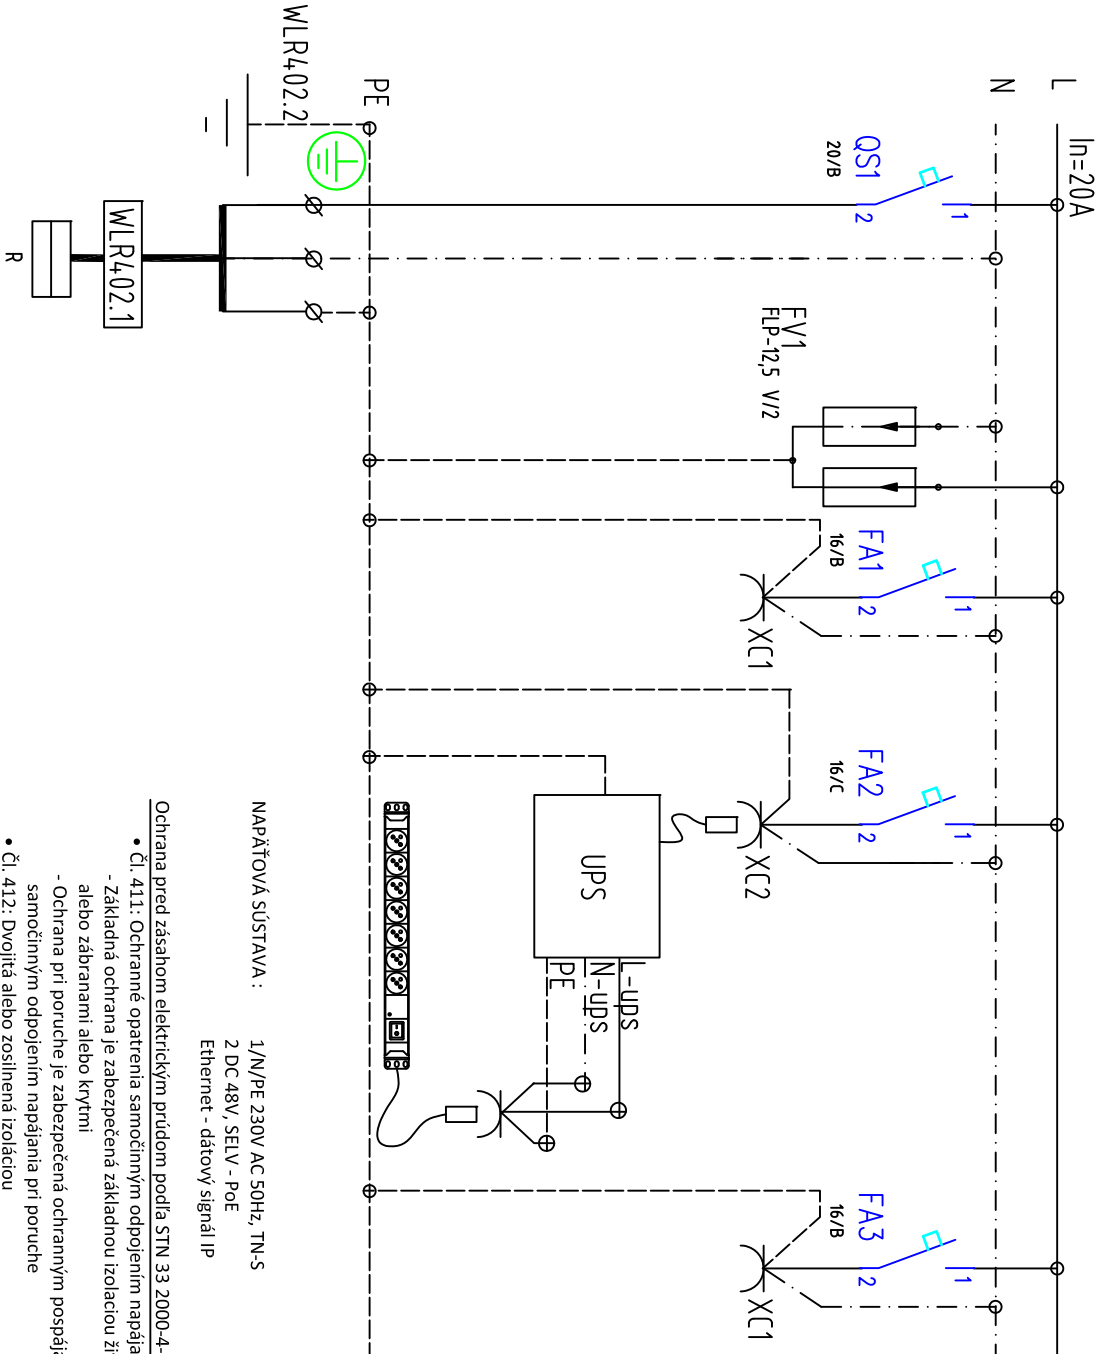 In=20A
L
N
PE
WLR402.2
QS1
20/B
1
2
WLR402.1
R
FV1
FLP-12,5 V/2
FA1
16/B
1
2
XC1
FA2
16/C
1
2
XC2
UPS
L-UPS
N-UPS
PE
FA3
16/B
1
2
XC1
NAPÄŤOVÁ SÚSTAVA :
1/N/PE 230V AC 50Hz, TN-S
2 DC 48V, SELV - PoE
Ethernet - dátový signál IP
Ochrana pred zásahom elektrickým prúdom podľa STN 33 2000-4-
• Čl. 411: Ochranné opatrenia samočinným odpojením napája
- Základná ochrana je zabezpečená základnou izolaciou ži
alebo zábranami alebo krytmi
- Ochrana pri poruche je zabezpečená ochranným pospája
samočinným odpojením napájania pri poruche
• Čl. 412: Dvojitá alebo zosilnená izoláciou